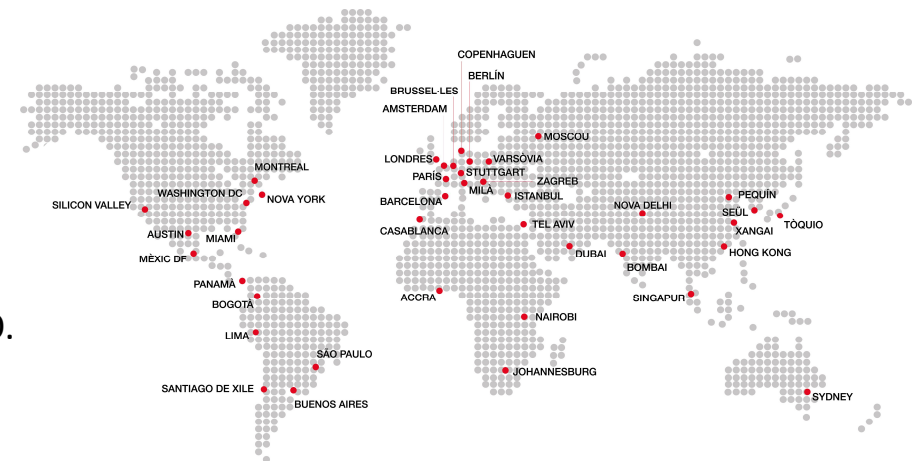 COPENHAGUEN
BERLÍN
BRUSSEL·LES
AMSTERDAM
MOSCOU
LONDRES
VARSÒVIA
MONTREAL
STUTTGART
PARÍS
ZAGREB
MILÀ
WASHINGTON DC
NOVA YORK
ISTANBUL
PEQUÍN
BARCELONA
SILICON VALLEY
NOVA DELHI
SEÜL
TÒQUIO
CASABLANCA
TEL AVIV
XANGAI
AUSTIN
MIAMI
DUBAI
HONG KONG
MÈXIC DF
BOMBAI
PANAMÀ
ACCRA
SINGAPUR
BOGOTÀ
NAIROBI
).
LIMA
SÃO PAULO
JOHANNESBURG
SANTIAGO DE XILE
SYDNEY
BUENOS AIRES